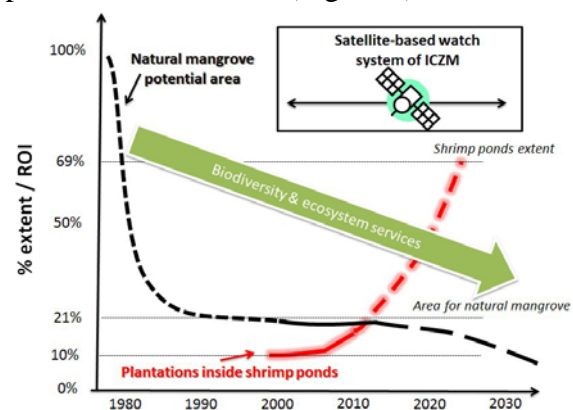 100%
Natural mangrove
potential area
Satellite-based watch
system of ICZM
Shrimp ponds extent
69%
Biodiversity & ecosystem services
% extent / ROI
50%
Area for natural mangrove
21%
10%
Plantations inside shrimp ponds
0%
1980 1990 2000 2010 2020 2030